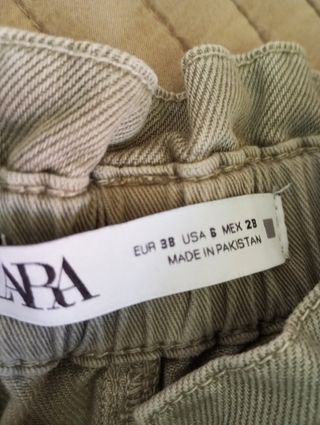 ZARA
EUR 38 USA 6 MEX 28
MADE IN PAKISTAN